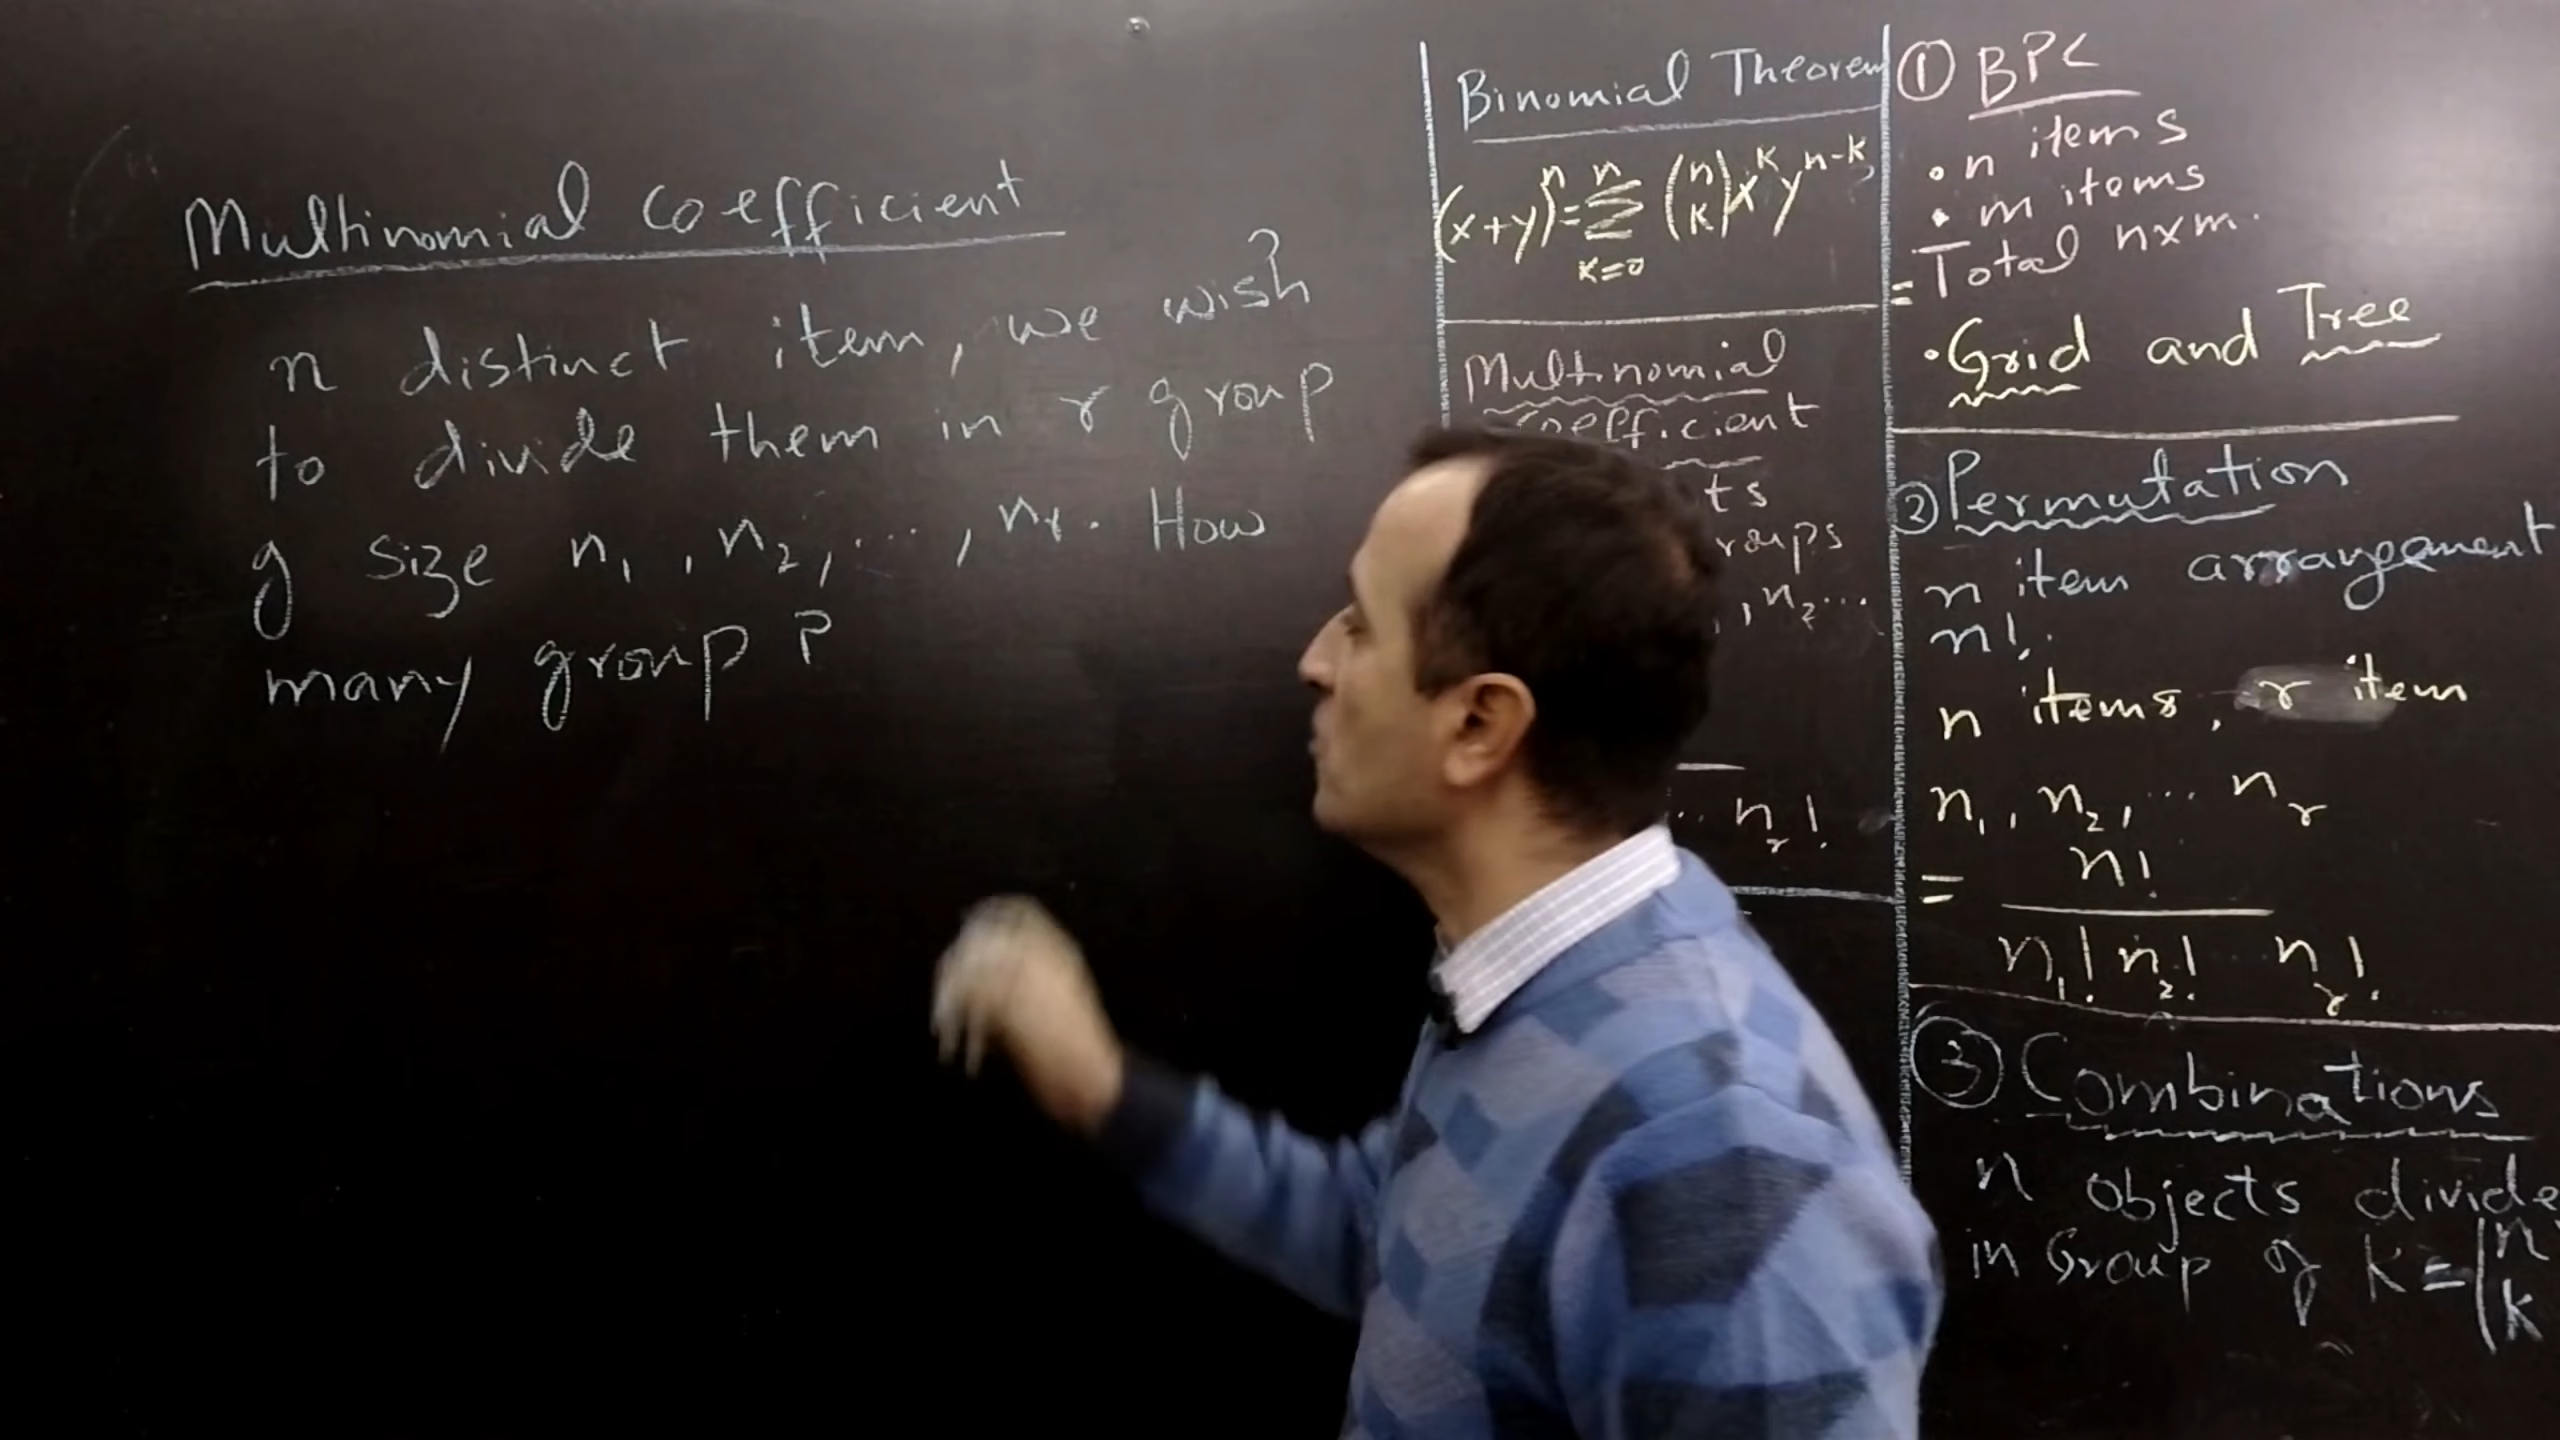 Multinomial coefficient
n distinct item, we wish
to divide them in r group
of size n₁, n₂, ..., nᵣ. How
many group ?
Binomial Theorem
(x+y)ⁿ = Σ_{k=0}^{n} (n k) x^k y^{n-k},
Multinomial
coefficient
ts
roups
, n₂ ...
... nᵣ!
① BPC
• n items
• m items
= Total n×m.
• Grid and Tree
② Permutation
n item arrangement
n!.
n items, r item
n₁, n₂, ... nᵣ
= n! / n₁! n₂! ... nᵣ!
③ Combinations
n objects divide
in Group of k = (n k